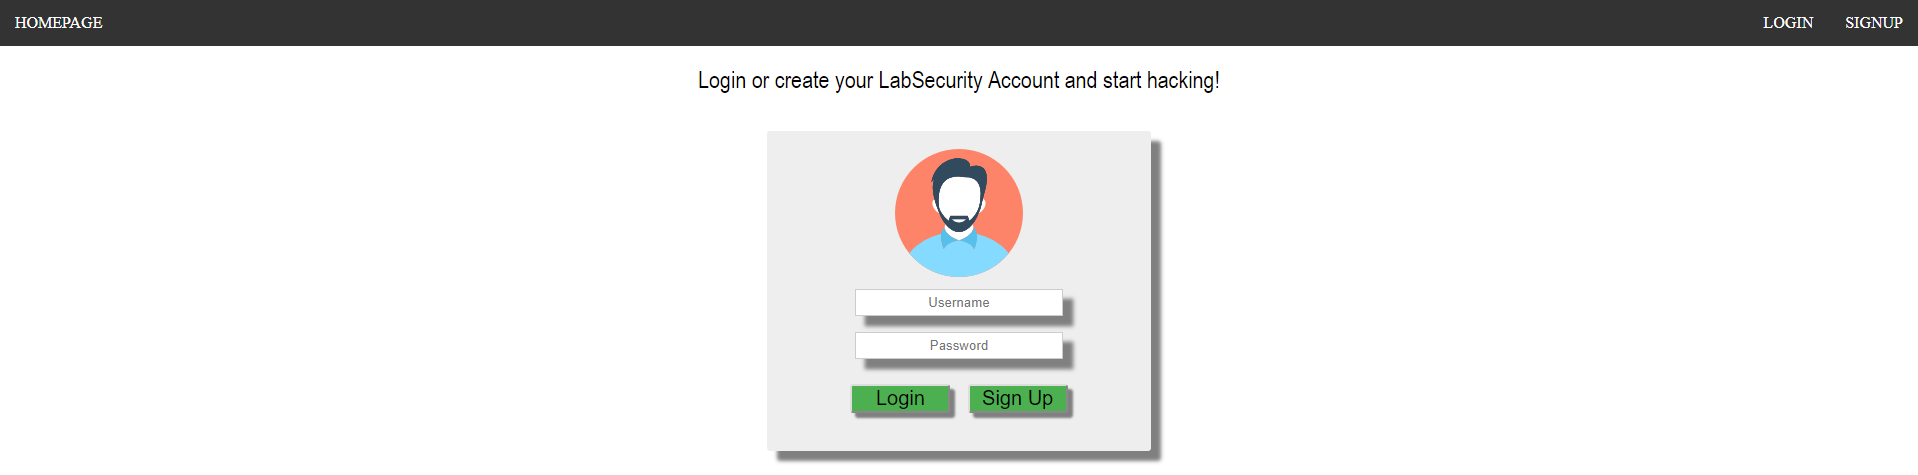 HOMEPAGE LOGIN SIGNUP
Login or create your LabSecurity Account and start hacking!
Username
Password
Login Sign Up